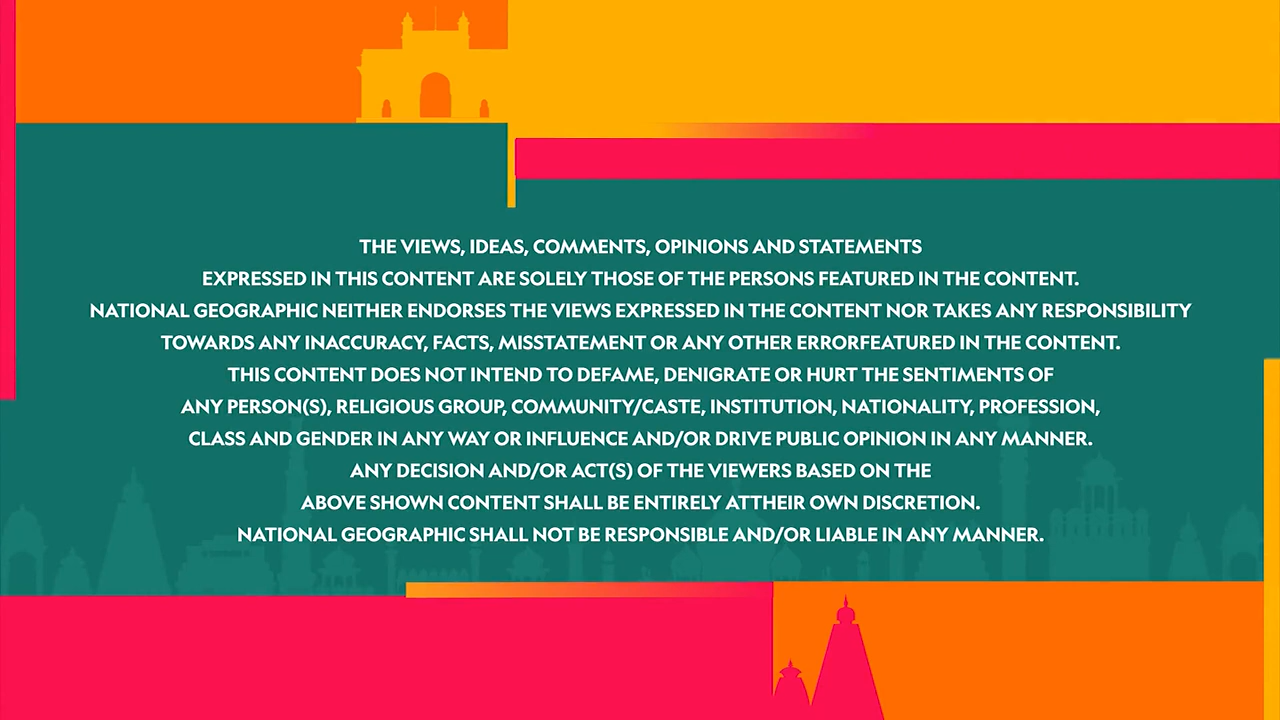 THE VIEWS, IDEAS, COMMENTS, OPINIONS AND STATEMENTS
EXPRESSED IN THIS CONTENT ARE SOLELY THOSE OF THE PERSONS FEATURED IN THE CONTENT.
NATIONAL GEOGRAPHIC NEITHER ENDORSES THE VIEWS EXPRESSED IN THE CONTENT NOR TAKES ANY RESPONSIBILITY
TOWARDS ANY INACCURACY, FACTS, MISSTATEMENT OR ANY OTHER ERRORFEATURED IN THE CONTENT.
THIS CONTENT DOES NOT INTEND TO DEFAME, DENIGRATE OR HURT THE SENTIMENTS OF
ANY PERSON(S), RELIGIOUS GROUP, COMMUNITY/CASTE, INSTITUTION, NATIONALITY, PROFESSION,
CLASS AND GENDER IN ANY WAY OR INFLUENCE AND/OR DRIVE PUBLIC OPINION IN ANY MANNER.
ANY DECISION AND/OR ACT(S) OF THE VIEWERS BASED ON THE
ABOVE SHOWN CONTENT SHALL BE ENTIRELY ATTHEIR OWN DISCRETION.
NATIONAL GEOGRAPHIC SHALL NOT BE RESPONSIBLE AND/OR LIABLE IN ANY MANNER.